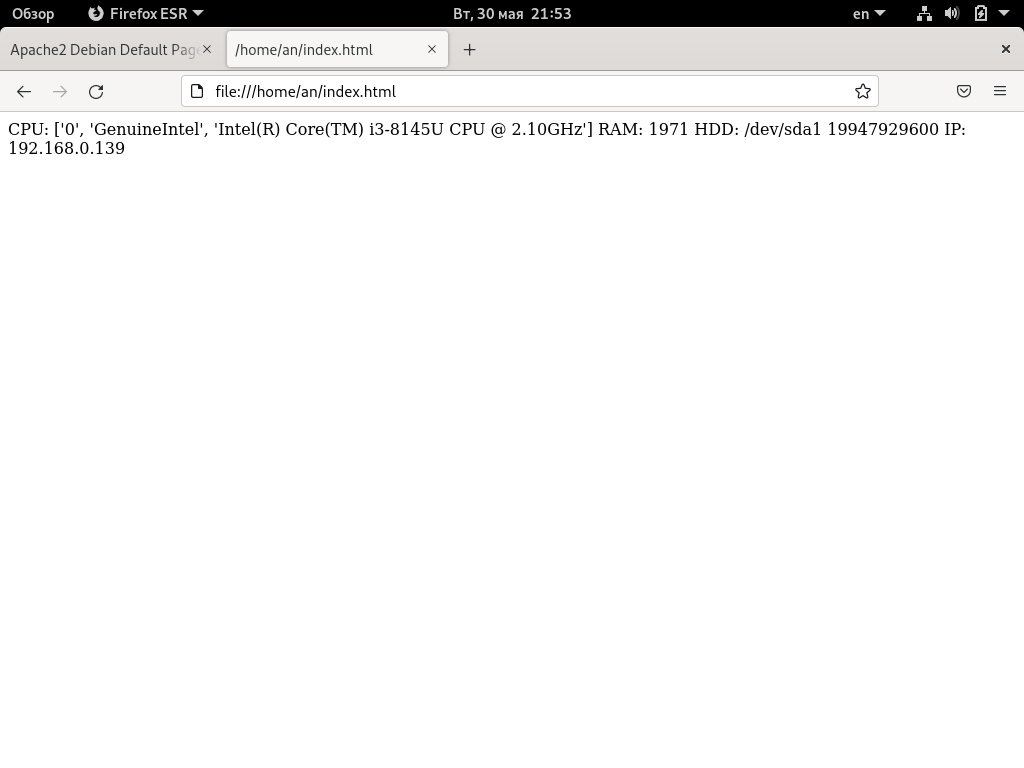 Обзор Firefox ESR Вт, 30 мая 21:53 en
Apache2 Debian Default Pag /home/an/index.html
file:///home/an/index.html
CPU: ['0', 'GenuineIntel', 'Intel(R) Core(TM) i3-8145U CPU @ 2.10GHz'] RAM: 1971 HDD: /dev/sda1 19947929600 IP:
192.168.0.139